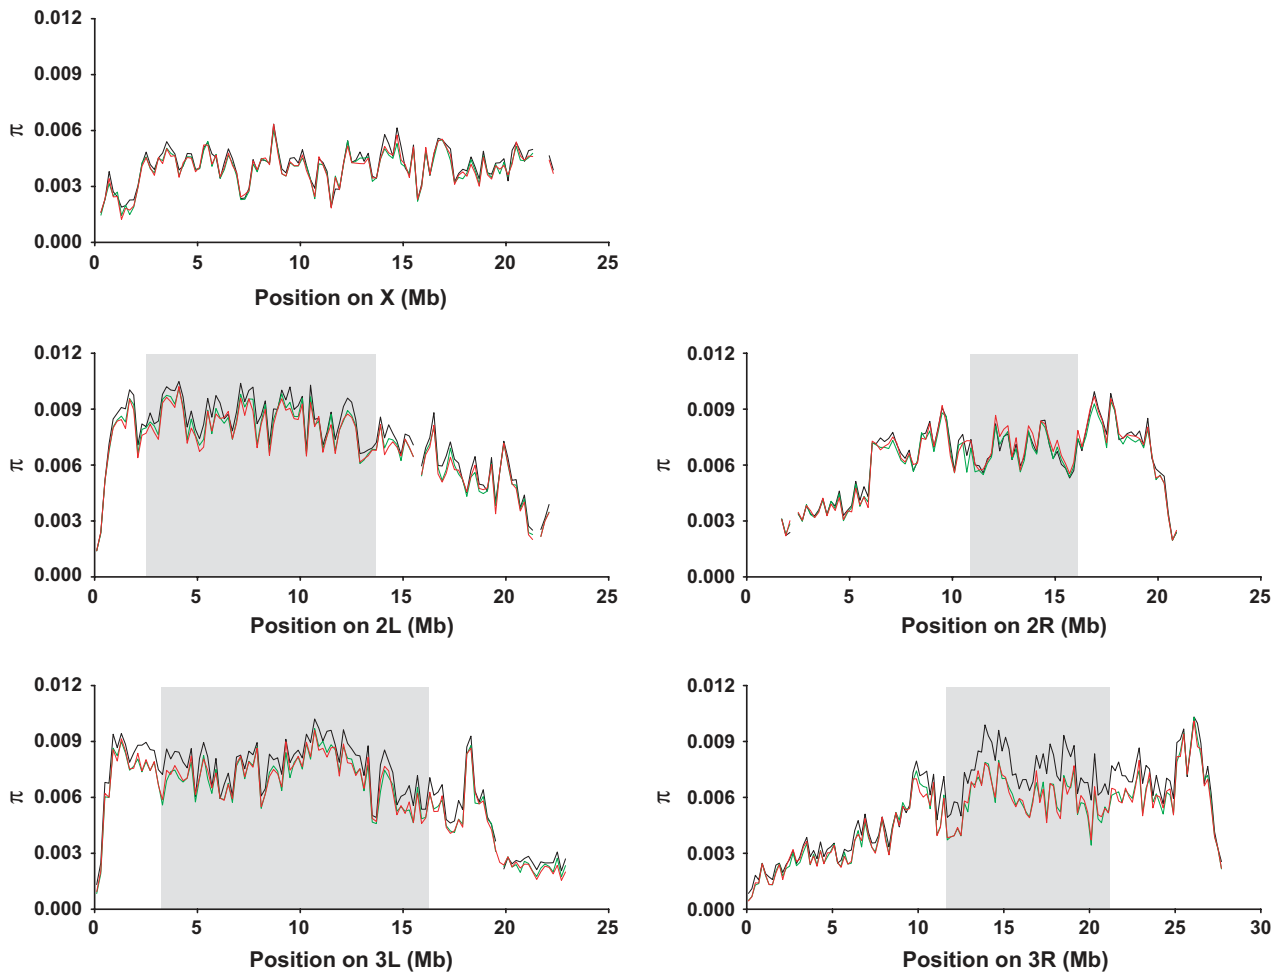 0.012
0.009
π 0.006
0.003
0.000
0 5 10 15 20 25
Position on X (Mb)
0.012
0.009
π 0.006
0.003
0.000
0 5 10 15 20 25
Position on 2L (Mb)
0.012
0.009
π 0.006
0.003
0.000
0 5 10 15 20 25
Position on 2R (Mb)
0.012
0.009
π 0.006
0.003
0.000
0 5 10 15 20 25
Position on 3L (Mb)
0.012
0.009
π 0.006
0.003
0.000
0 5 10 15 20 25 30
Position on 3R (Mb)